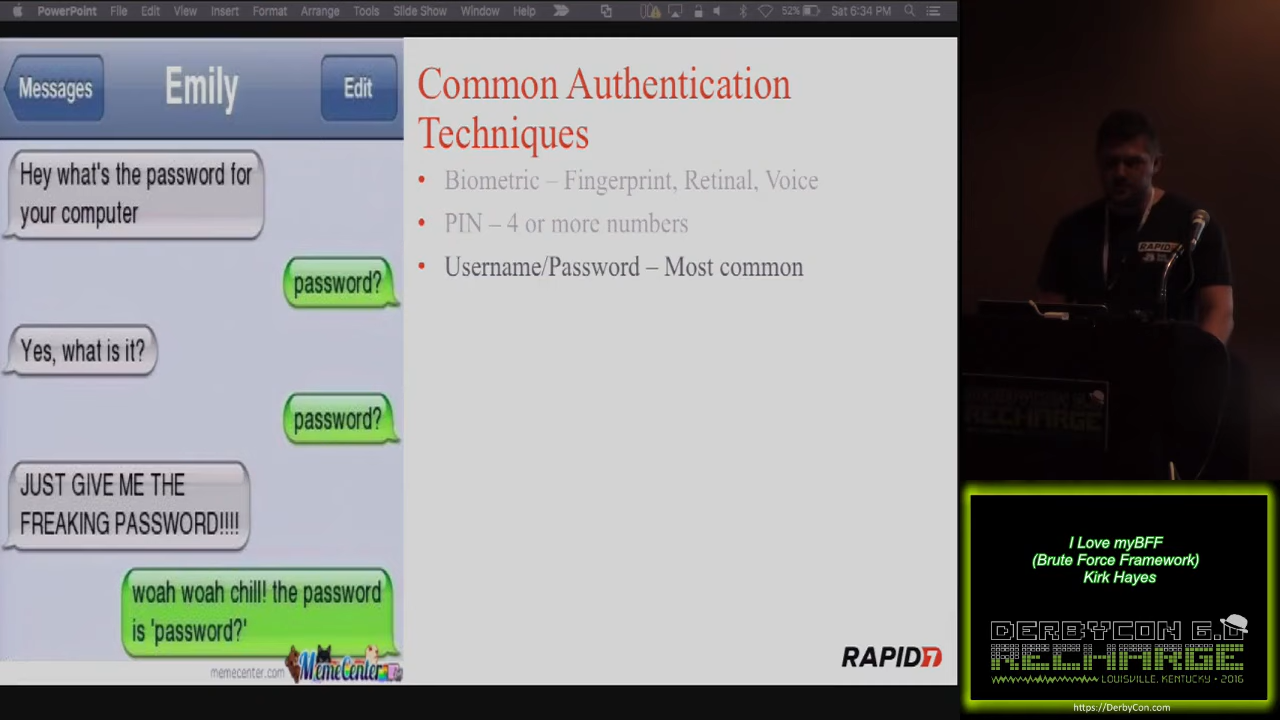 PowerPoint File Edit View Insert Format Arrange Tools Slide Show Window Help 52% Sat 6:34 PM
Messages Emily Edit
Hey what's the password for
your computer
password?
Yes, what is it?
password?
JUST GIVE ME THE
FREAKING PASSWORD!!!!
woah woah chill! the password
is 'password?'
memecenter.com MemeCenter
Common Authentication
Techniques
• Biometric – Fingerprint, Retinal, Voice
• PIN – 4 or more numbers
• Username/Password – Most common
RAPID7
RAPID7
RECHARGE
I Love myBFF
(Brute Force Framework)
Kirk Hayes
DERBYCON 6.0
RECHARGE
LOUISVILLE, KENTUCKY • 2016
https://DerbyCon.com